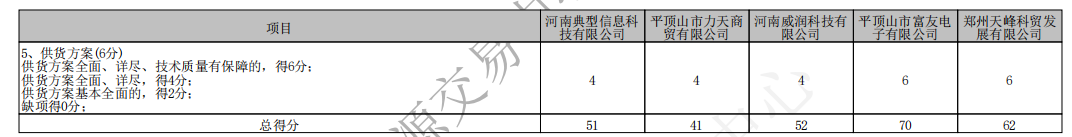 项目
河南典型信息科
技有限公司
平顶山市力天商
贸有限公司
河南威润科技有
限公司
平顶山市富友电
子有限公司
郑州天峰科贸发
展有限公司
5、供货方案(6分)
供货方案全面、详尽、技术质量有保障的，得6分；
供货方案全面、详尽，得4分；
供货方案基本全面的，得2分；
缺项得0分；
4 4 4 6 6
总得分 51 41 52 70 62
源交易
中心